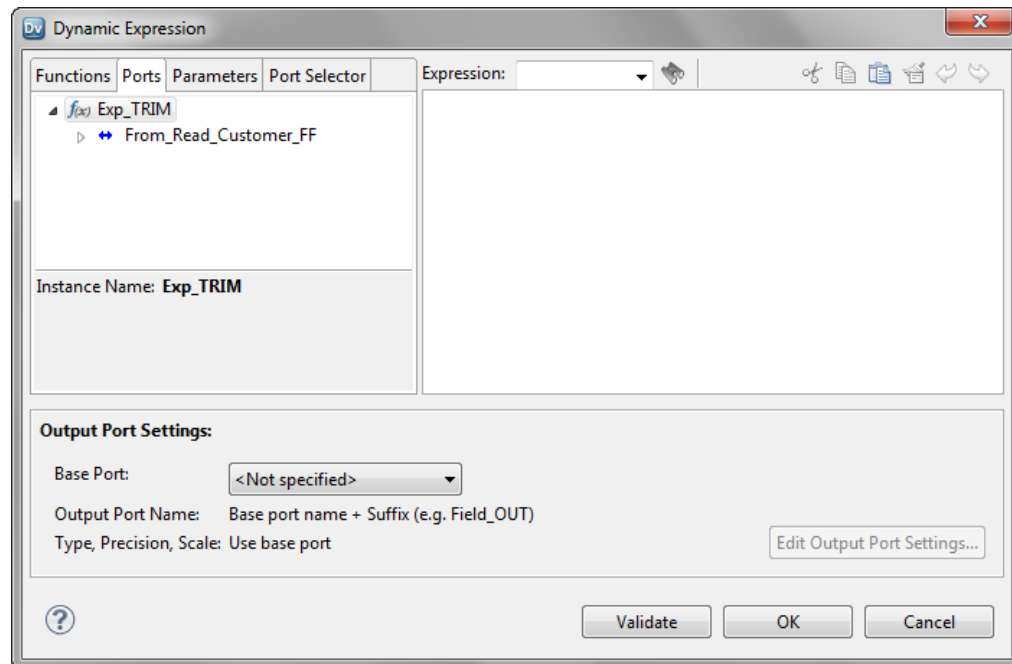 Dv Dynamic Expression
Functions Ports Parameters Port Selector
Expression:
f(x) Exp_TRIM
From_Read_Customer_FF
Instance Name: Exp_TRIM
Output Port Settings:
Base Port: <Not specified>
Output Port Name: Base port name + Suffix (e.g. Field_OUT)
Type, Precision, Scale: Use base port
Edit Output Port Settings...
? Validate OK Cancel